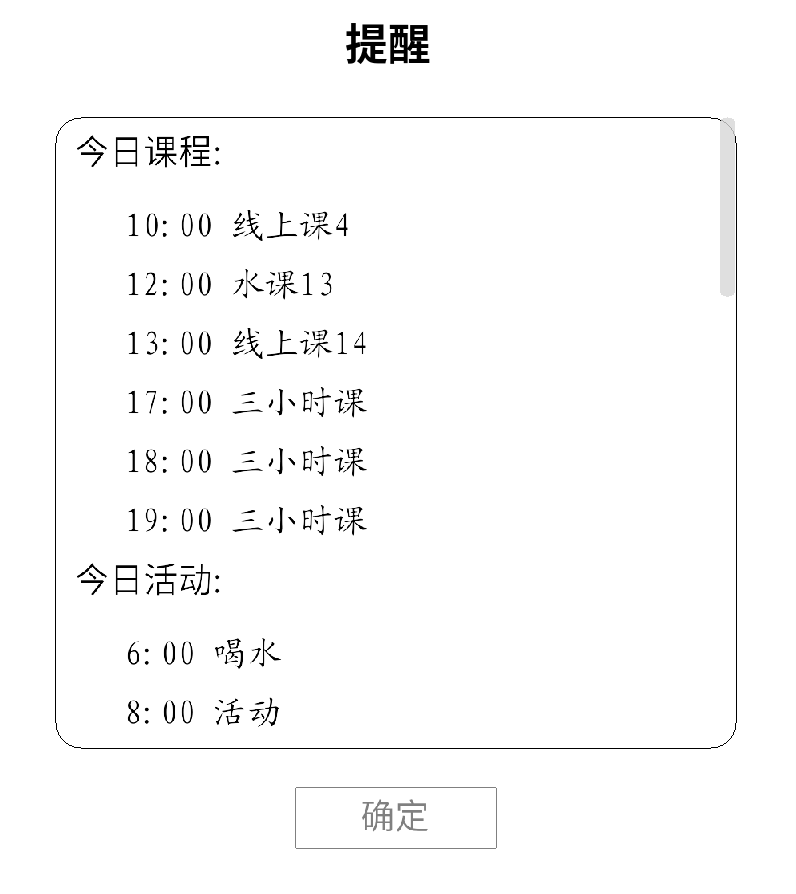 提醒
今日课程:
10: 00 线上课4
12: 00 水课13
13: 00 线上课14
17: 00 三小时课
18: 00 三小时课
19: 00 三小时课
今日活动:
6: 00 喝水
8: 00 活动
确定